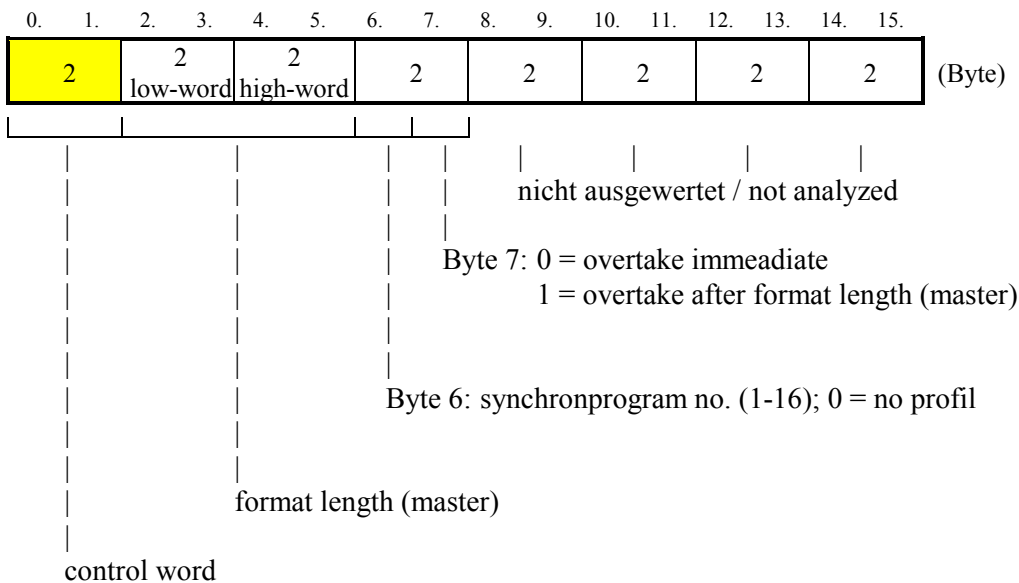 0. 1. 2. 3. 4. 5. 6. 7. 8. 9. 10. 11. 12. 13. 14. 15.
2 2 2 2 2 2 2 2 (Byte)
low-word high-word
nicht ausgewertet / not analyzed
Byte 7: 0 = overtake immeadiate
1 = overtake after format length (master)
Byte 6: synchronprogram no. (1-16); 0 = no profil
format length (master)
control word